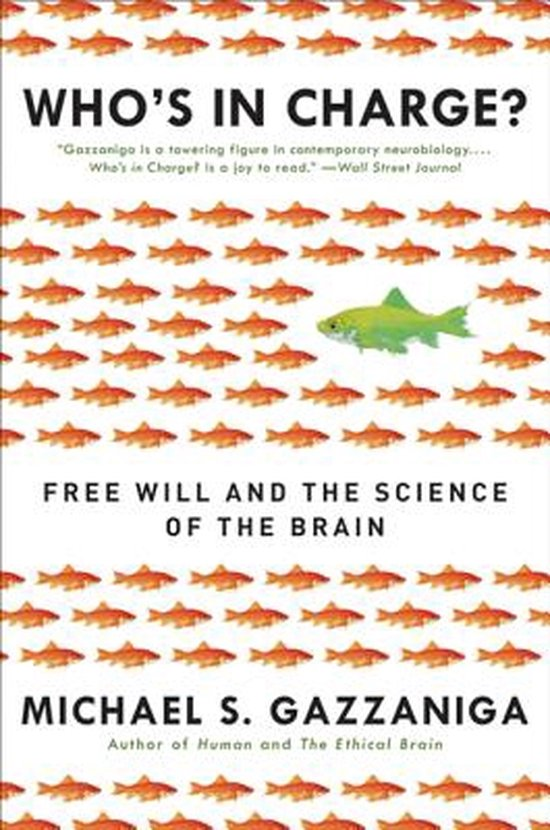 WHO'S IN CHARGE?
"Gazzaniga is a towering figure in contemporary neurobiology....
Who's in Charge? is a joy to read." —Wall Street Journal
FREE WILL AND THE SCIENCE
OF THE BRAIN
MICHAEL S. GAZZANIGA
Author of Human and The Ethical Brain